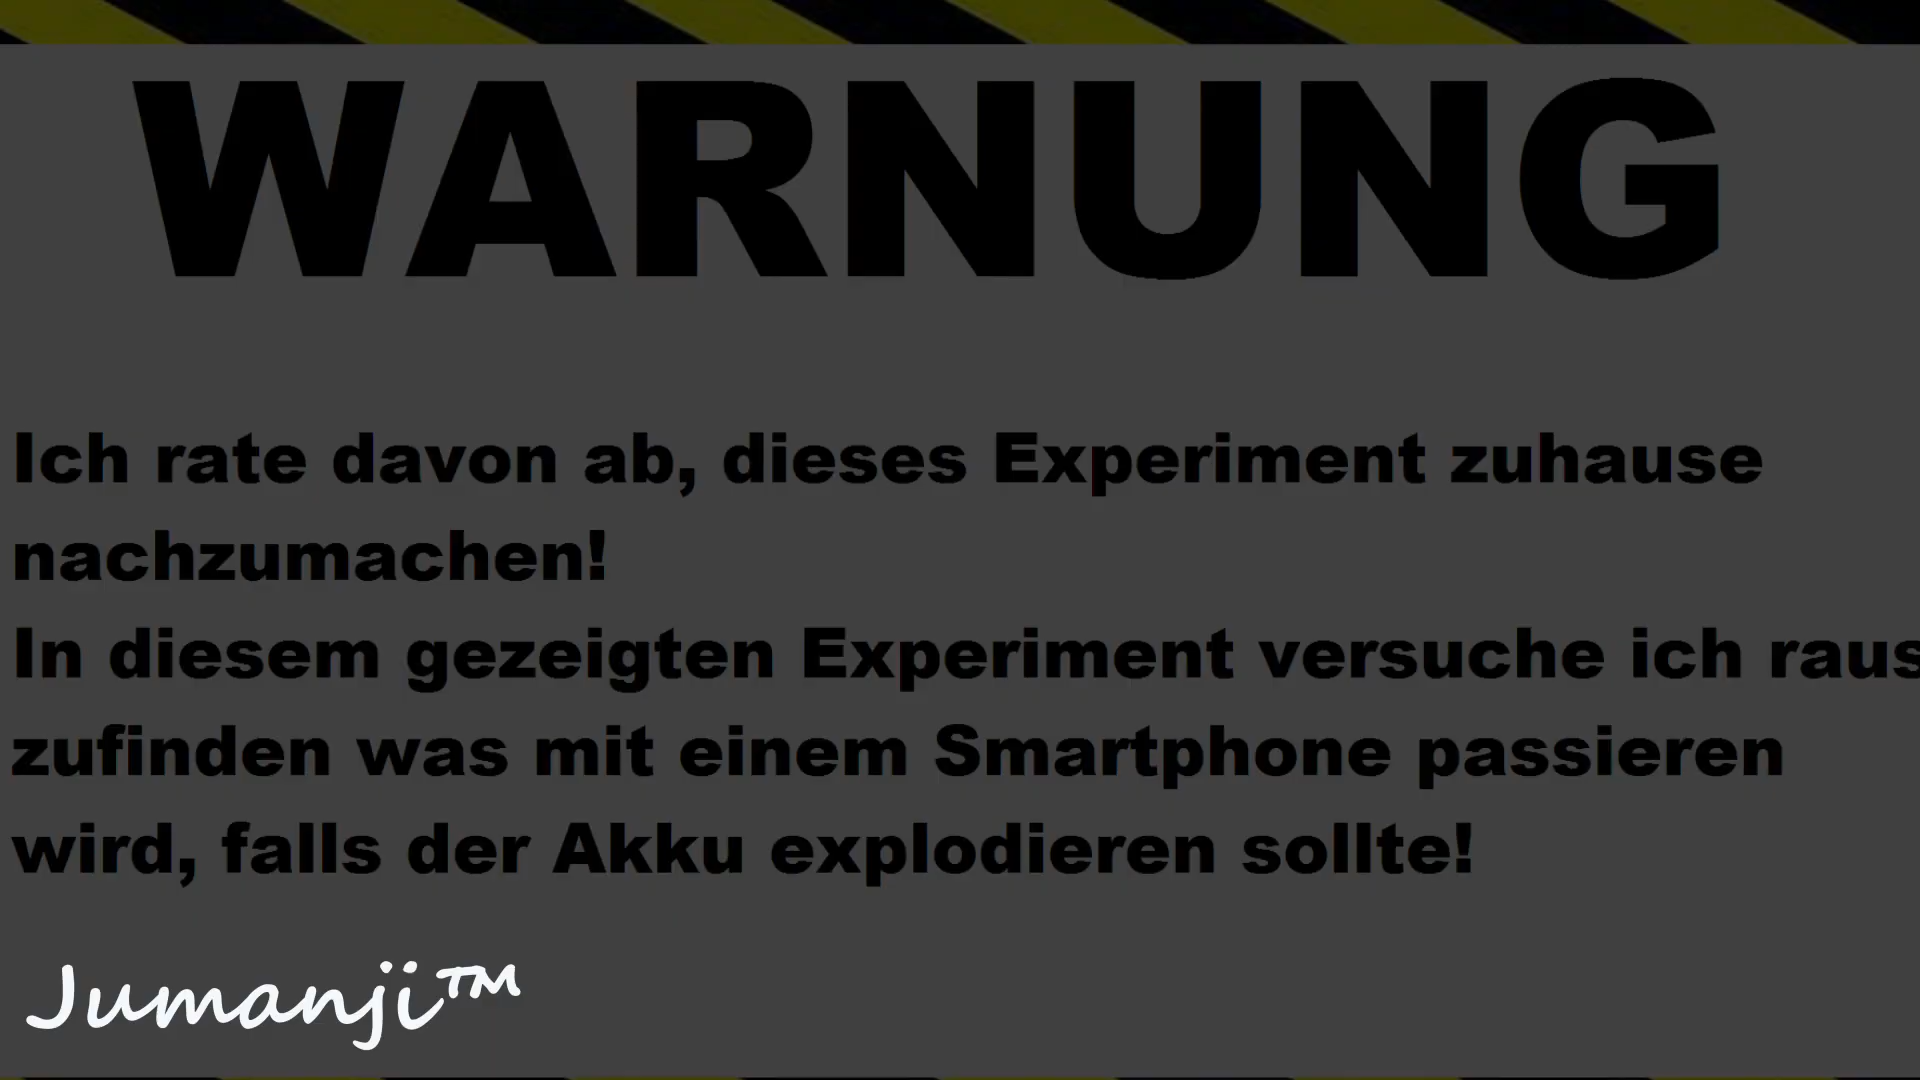 WARNUNG
Ich rate davon ab, dieses Experiment zuhause
nachzumachen!
In diesem gezeigten Experiment versuche ich raus
zufinden was mit einem Smartphone passieren
wird, falls der Akku explodieren sollte!
Jumanji™